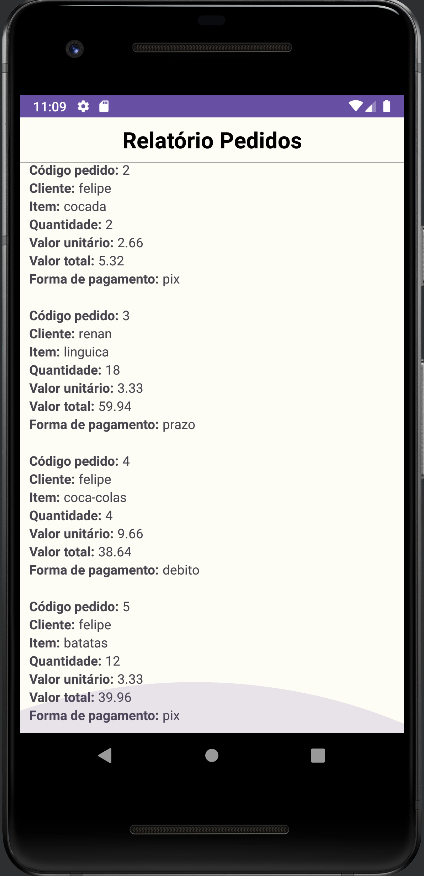 11:09
Relatório Pedidos
Código pedido: 2
Cliente: felipe
Item: cocada
Quantidade: 2
Valor unitário: 2.66
Valor total: 5.32
Forma de pagamento: pix
Código pedido: 3
Cliente: renan
Item: linguica
Quantidade: 18
Valor unitário: 3.33
Valor total: 59.94
Forma de pagamento: prazo
Código pedido: 4
Cliente: felipe
Item: coca-colas
Quantidade: 4
Valor unitário: 9.66
Valor total: 38.64
Forma de pagamento: debito
Código pedido: 5
Cliente: felipe
Item: batatas
Quantidade: 12
Valor unitário: 3.33
Valor total: 39.96
Forma de pagamento: pix